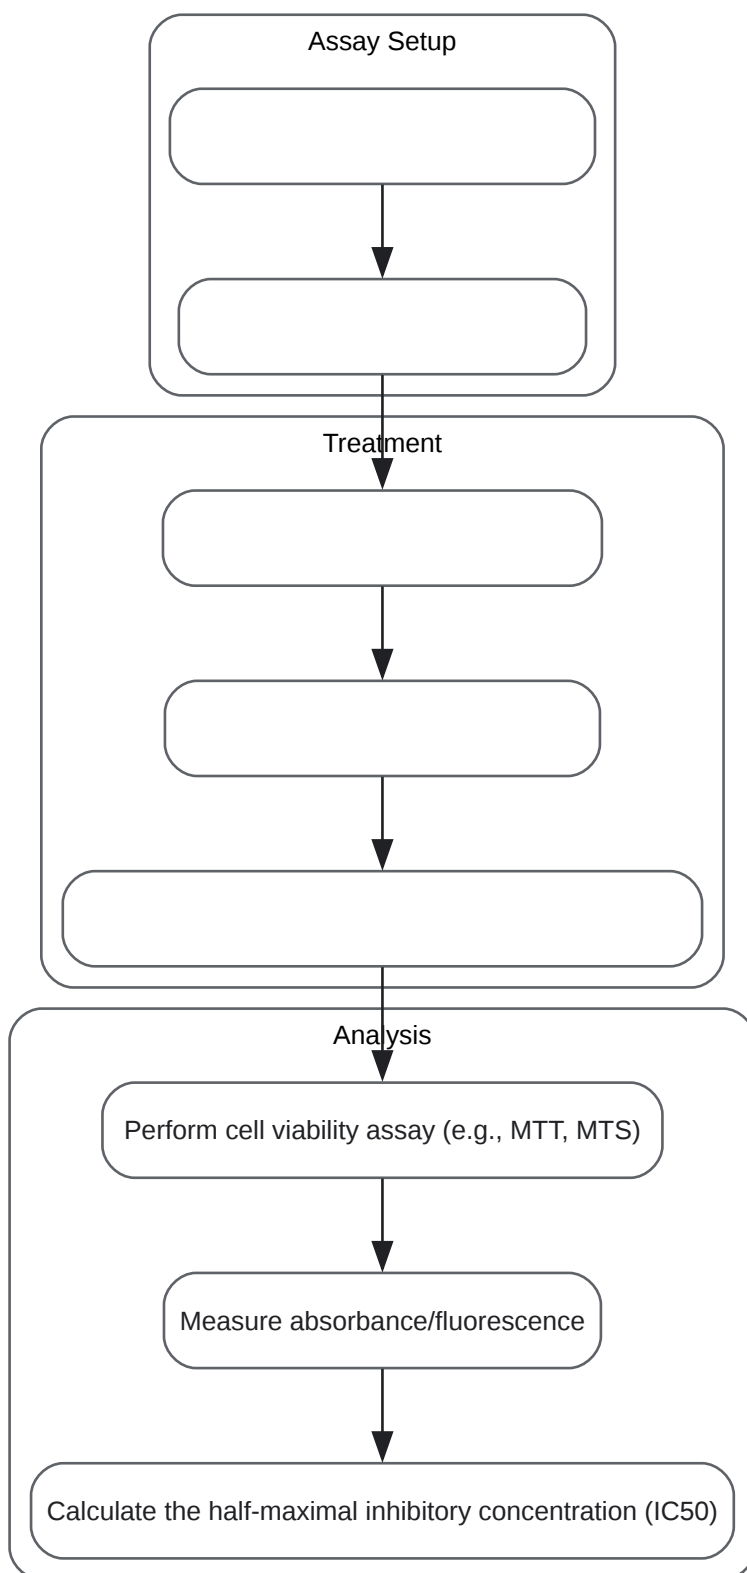 Assay Setup
Treatment
Analysis
Perform cell viability assay (e.g., MTT, MTS)
Measure absorbance/fluorescence
Calculate the half-maximal inhibitory concentration (IC50)